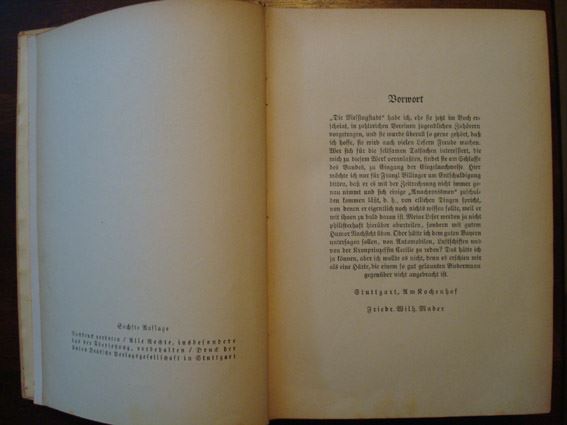 Sechste Auflage
Nachdruck verboten / Alle Rechte, insbesondere
das der Übersetzung, vorbehalten / Druck der
Union Deutsche Verlagsgesellschaft in Stuttgart
Vorwort
„Die Messingstadt“ habe ich, ehe sie jetzt im Buch er-
scheint, in zahlreichen Vereinen jugendlichen Zuhörern
vorgetragen, und sie wurde überall so gerne gehört, daß
ich hoffe, sie wird noch vielen Lesern Freude machen.
Wer sich für die seltsamen Tatsachen interessiert, die
mich zu diesem Werk veranlaßten, findet sie am Schlusse
des Bandes, zu Eingang der Einzelnachweise. Hier
möchte ich nur für Franzl Billinger um Entschuldigung
bitten, daß er es mit der Zeitrechnung nicht immer ge-
nau nimmt und sich einige „Anachronismen“ zuschul-
den kommen läßt, d. h., von etlichen Dingen spricht,
von denen er eigentlich noch nichts wissen sollte, weil er
mit ihnen zu bald daran ist. Meine Leser werden ja nicht
philisterhaft hierüber aburteilen, sondern mit gutem
Humor Nachsicht üben. Oder hätte ich dem guten Bayern
untersagen sollen, von Automobilen, Luftschiffen und
von der Kronprinzessin Cecilie zu reden? Das hätte ich
ja können, aber ich wollte es nicht, denn es erschien mir
als eine Härte, die einem so gut gelaunten Biedermann
gegenüber nicht angebracht ist.
Stuttgart, Am Kochenhof
Friedr. Wilh. Mader